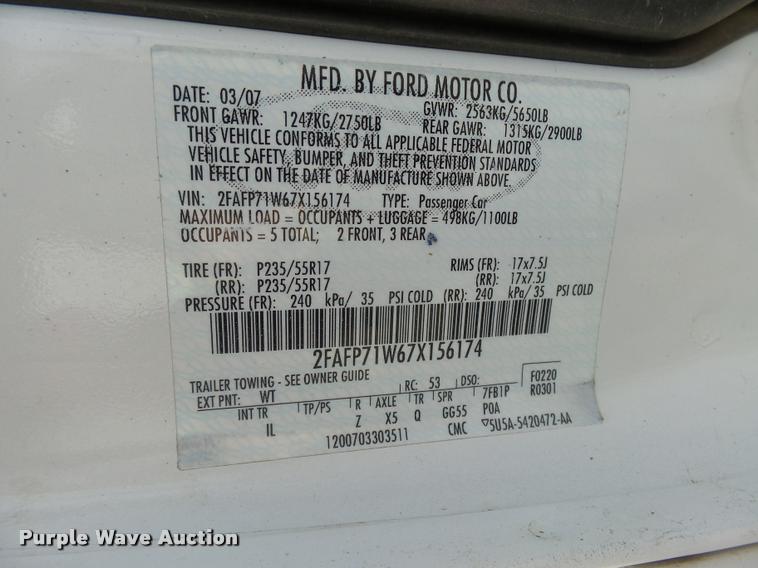 MFD. BY FORD MOTOR CO.
DATE: 03/07 GVWR: 2563KG/5650LB
FRONT GAWR: 1247KG/2750LB REAR GAWR: 1315KG/2900LB
THIS VEHICLE CONFORMS TO ALL APPLICABLE FEDERAL MOTOR
VEHICLE SAFETY, BUMPER, AND THEFT PREVENTION STANDARDS
IN EFFECT ON THE DATE OF MANUFACTURE SHOWN ABOVE.
VIN: 2FAFP71W67X156174 TYPE: Passenger Car
MAXIMUM LOAD = OCCUPANTS + LUGGAGE = 498KG/1100LB
OCCUPANTS = 5 TOTAL; 2 FRONT, 3 REAR
TIRE (FR): P235/55R17 RIMS (FR): 17x7.5J
(RR): P235/55R17 (RR): 17x7.5J
PRESSURE (FR): 240 kPa/ 35 PSI COLD (RR): 240 kPa/ 35 PSI COLD
2FAFP71W67X156174
TRAILER TOWING - SEE OWNER GUIDE
EXT PNT: WT RC: 53 DSO: F0220
R0301
INT TR TP/PS R AXLE TR SPR 7FB1P
IL Z X5 Q GG55 POA
1200703303511 CMC ▽5U5A-5420472-AA
Purple Wave Auction